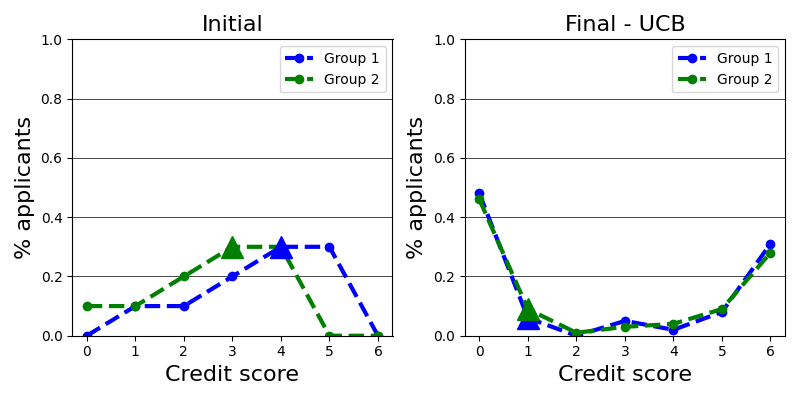 Initial
1.0
0.8
0.6
0.4
0.2
0.0
% applicants
Group 1
Group 2
0 1 2 3 4 5 6
Credit score
Final - UCB
1.0
0.8
0.6
0.4
0.2
0.0
% applicants
Group 1
Group 2
0 1 2 3 4 5 6
Credit score